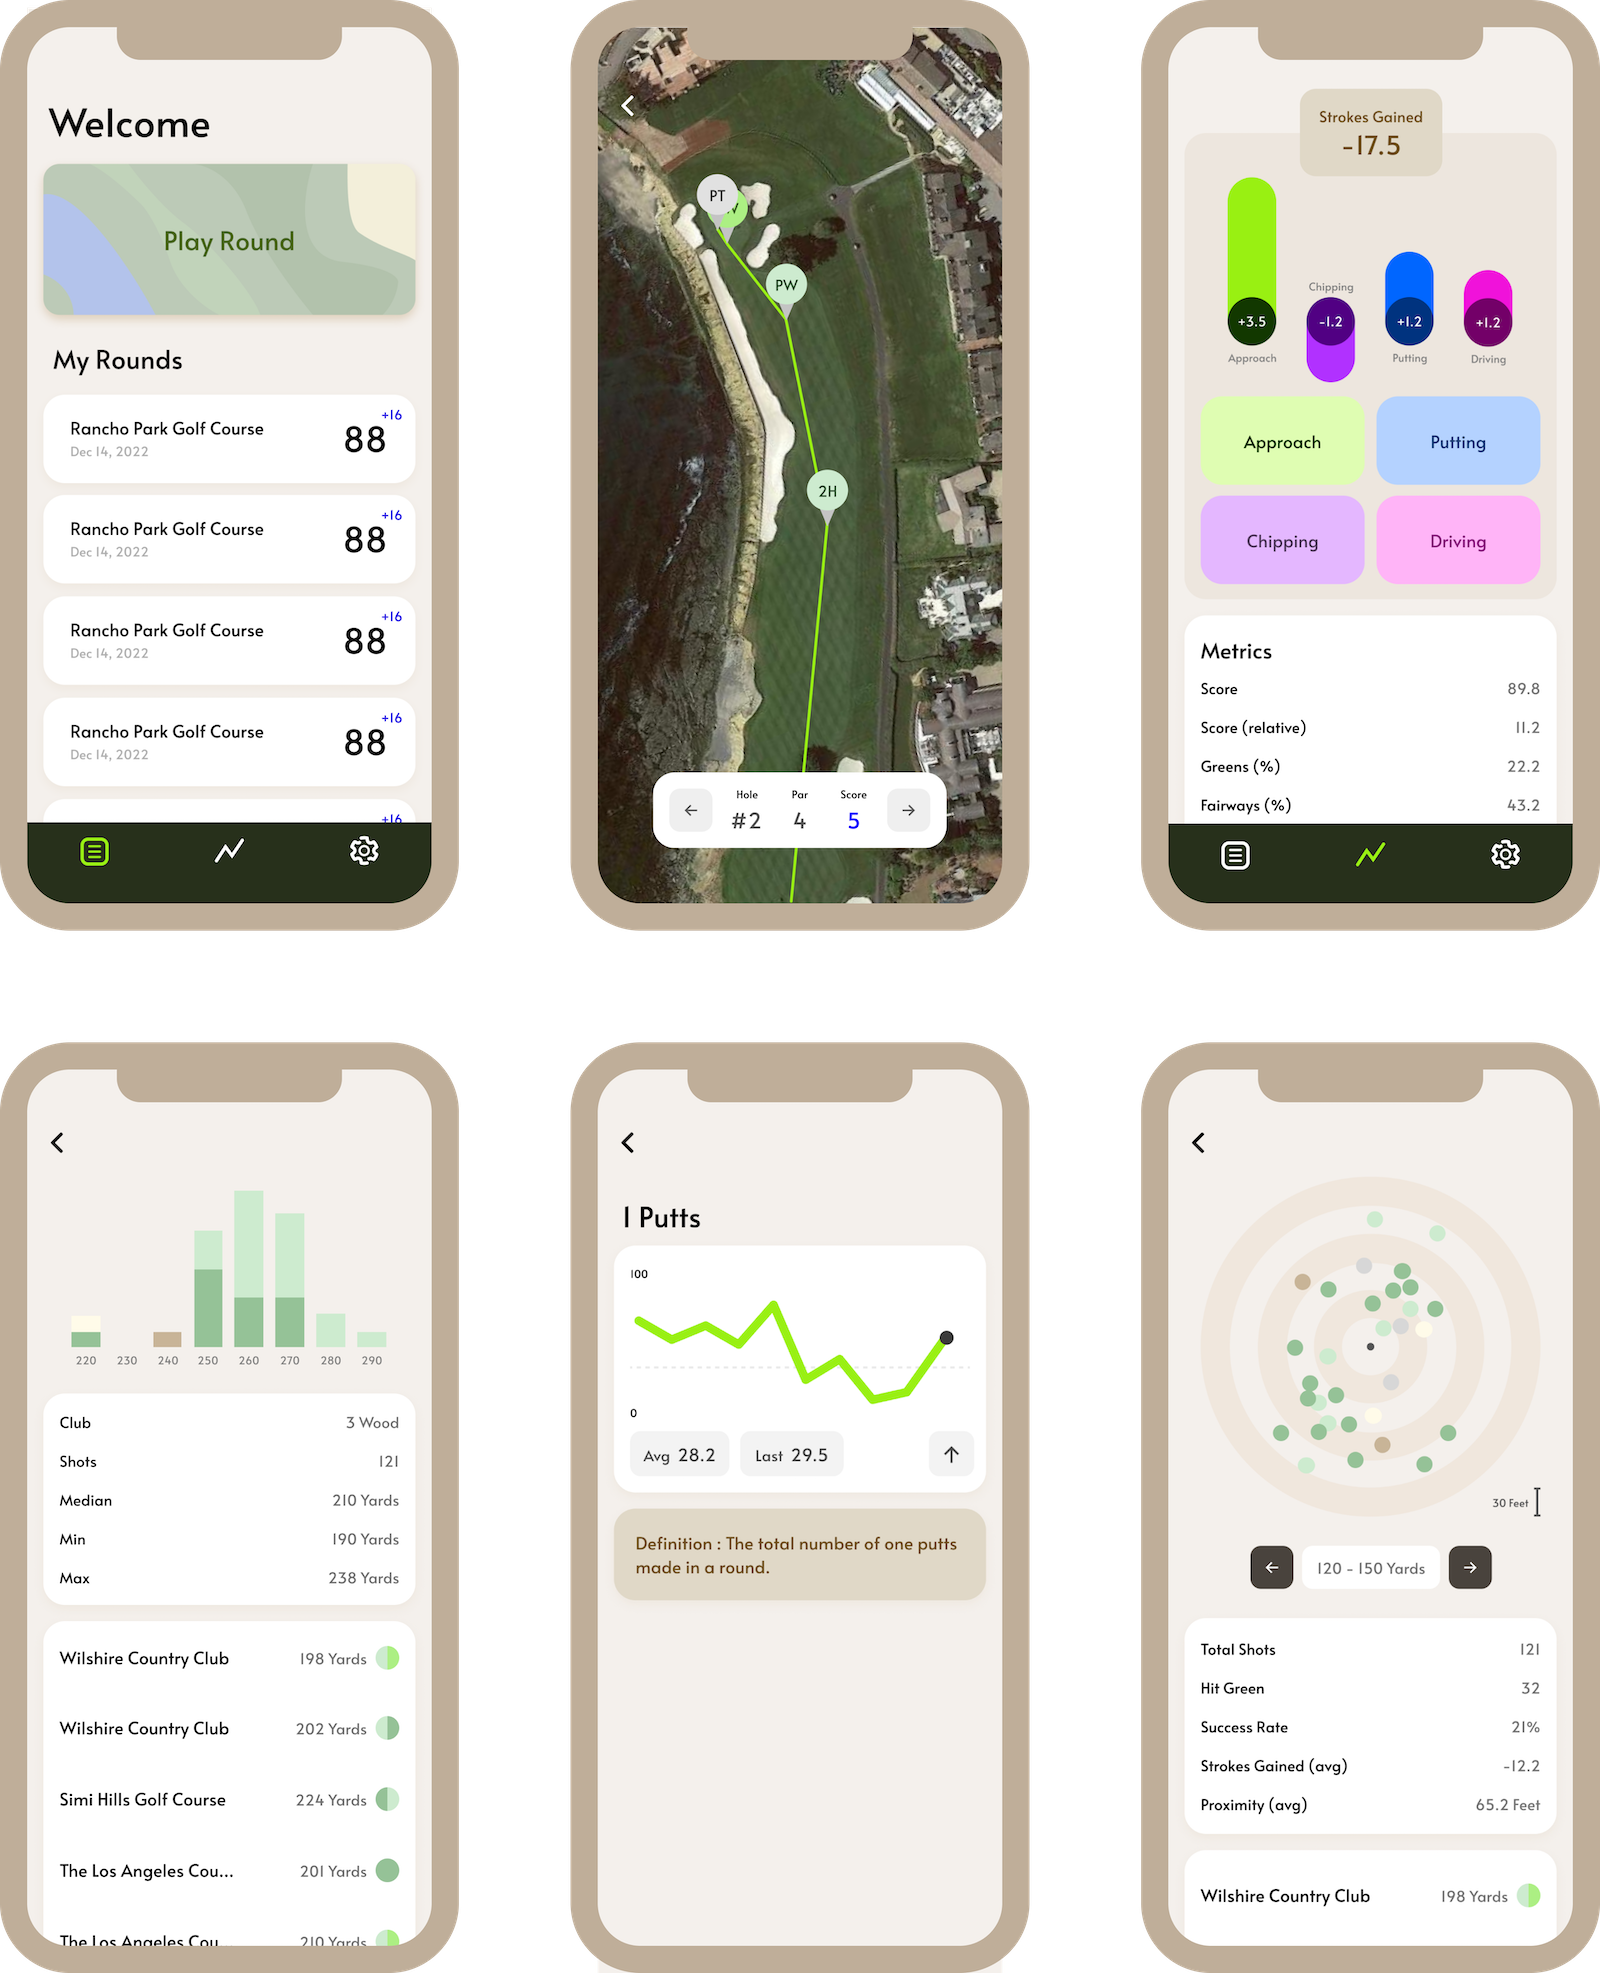 Welcome
Play Round
My Rounds
+16
Rancho Park Golf Course
88
Dec 14, 2022
+16
Rancho Park Golf Course
88
Dec 14, 2022
+16
Rancho Park Golf Course
88
Dec 14, 2022
+16
Rancho Park Golf Course
88
Dec 14, 2022
+16
PT
PW
2H
Hole Par Score
#2 4 5
Strokes Gained
-17.5
Chipping
+3.5 -1.2 +1.2 +1.2
Approach Putting Driving
Approach Putting
Chipping Driving
Metrics
Score 89.8
Score (relative) 11.2
Greens (%) 22.2
Fairways (%) 43.2
220 230 240 250 260 270 280 290
Club 3 Wood
Shots 121
Median 210 Yards
Min 190 Yards
Max 238 Yards
Wilshire Country Club 198 Yards
Wilshire Country Club 202 Yards
Simi Hills Golf Course 224 Yards
The Los Angeles Cou... 201 Yards
The Los Angeles Cou... 210 Yards
1 Putts
100
0
Avg 28.2 Last 29.5
Definition : The total number of one putts
made in a round.
30 Feet
120 - 150 Yards
Total Shots 121
Hit Green 32
Success Rate 21%
Strokes Gained (avg) -12.2
Proximity (avg) 65.2 Feet
Wilshire Country Club 198 Yards